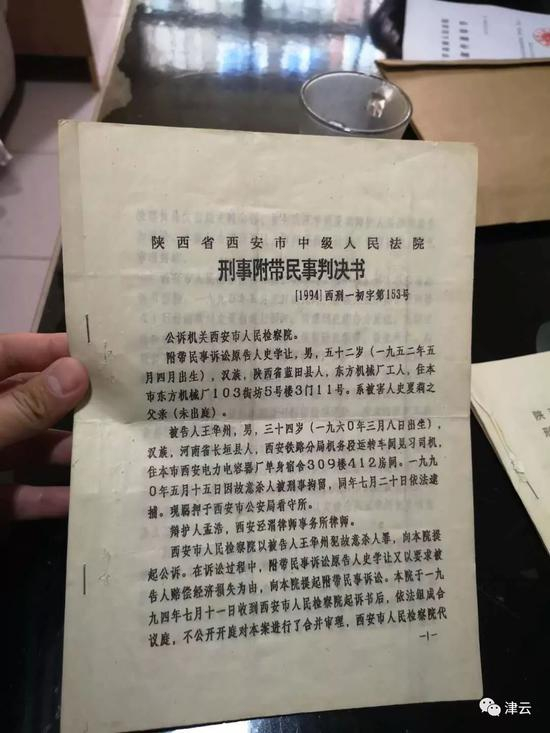 陕西省西安市中级人民法院
刑事附带民事判决书
[1994]西刑一初字第153号
公诉机关西安市人民检察院。
附带民事诉讼原告人史学让，男，五十二岁（一九五二年五
月四月出生），汉族，陕西省蓝田县人，东方机械厂工人，住本
市东方机械厂103街坊5号楼3门11号。系被害人史夏莉之
父亲（未出庭）。
被告人王华州，男，三十四岁（一九六0年三月八日出生），
汉族，河南省长垣县人，西安铁路分局机务段运转车间见习司机，
住本市西安电力电容器厂单身宿舍309楼412房间。一九九
0年五月十五日因故意杀人被刑事拘留，同年七月二十日依法逮
捕。现羁押于西安市公安局看守所。
辩护人孟浩，西安泾渭律师事务所律师。
西安市人民检察院以被告人王华州犯故意杀人罪，向本院提
起公诉。在诉讼过程中，附带民事诉讼原告人史学让又以要求被
告人赔偿经济损失为由，向本院提起附带民事诉讼。本院于一九
九四年七月十一日收到西安市人民检察院起诉书后，依法组成合
议庭，不公开开庭对本案进行了合并审理，西安市人民检察院代
—1—
津云